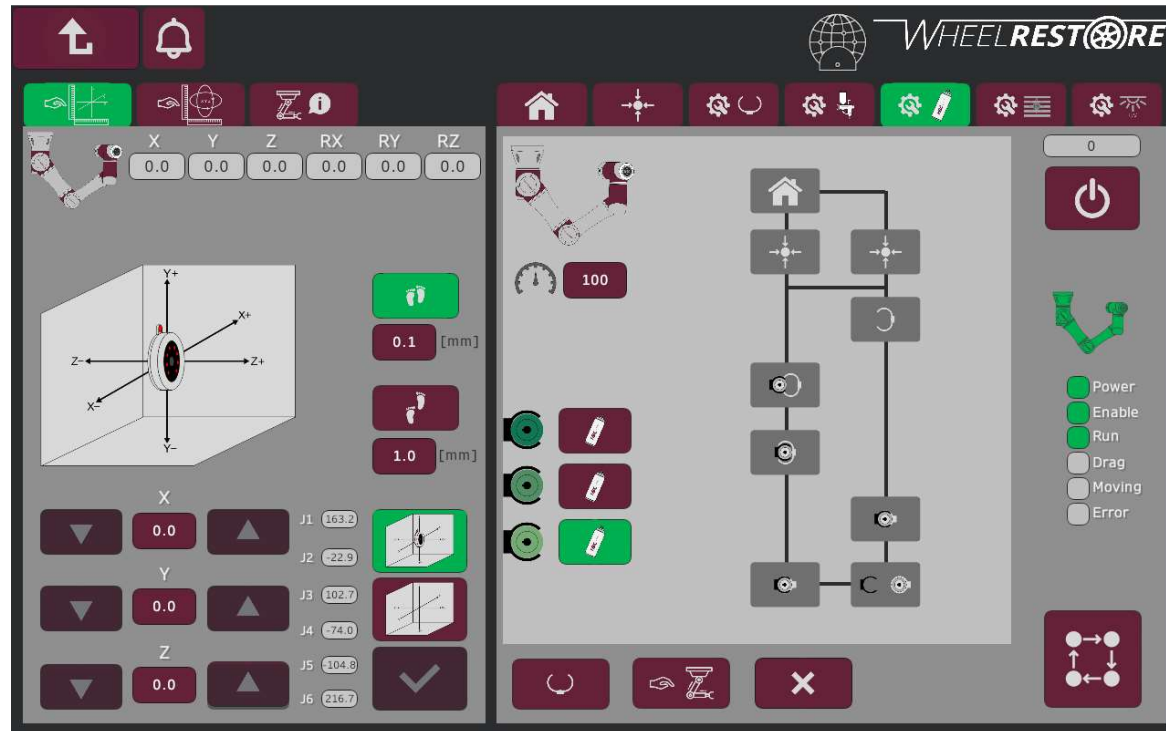 WHEELRESTORE
X Y Z RX RY RZ
0.0 0.0 0.0 0.0 0.0 0.0
0
Y+
X+
Z-
Z+
X-
Y-
0.1 [mm]
1.0 [mm]
100
Power
Enable
Run
Drag
Moving
Error
X
0.0
J1 163.2
J2 -22.9
Y
0.0
J3 102.7
J4 -74.0
Z
0.0
J5 -104.8
J6 216.7